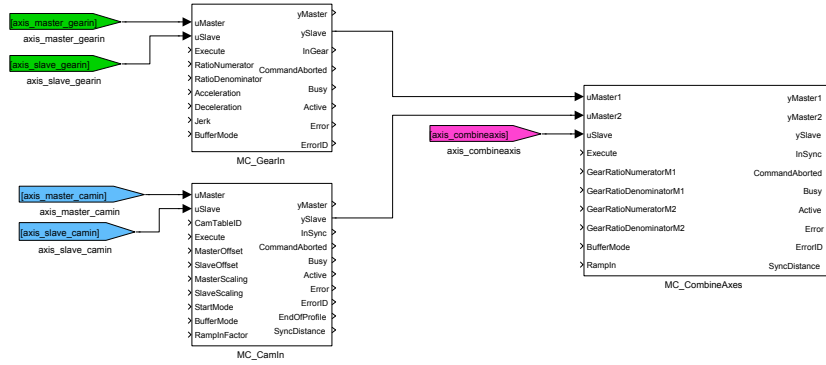 [axis_master_gearin]
axis_master_gearin
[axis_slave_gearin]
axis_slave_gearin
uMaster
uSlave
Execute
RatioNumerator
RatioDenominator
Acceleration
Deceleration
Jerk
BufferMode
yMaster
ySlave
InGear
CommandAborted
Busy
Active
Error
ErrorID
MC_GearIn
[axis_master_camin]
axis_master_camin
[axis_slave_camin]
axis_slave_camin
uMaster
uSlave
CamTableID
Execute
MasterOffset
SlaveOffset
MasterScaling
SlaveScaling
StartMode
BufferMode
RampInFactor
yMaster
ySlave
InSync
CommandAborted
Busy
Active
Error
ErrorID
EndOfProfile
SyncDistance
MC_CamIn
[axis_combineaxis]
axis_combineaxis
uMaster1
uMaster2
uSlave
Execute
GearRatioNumeratorM1
GearRatioDenominatorM1
GearRatioNumeratorM2
GearRatioDenominatorM2
BufferMode
RampIn
yMaster1
yMaster2
ySlave
InSync
CommandAborted
Busy
Active
Error
ErrorID
SyncDistance
MC_CombineAxes